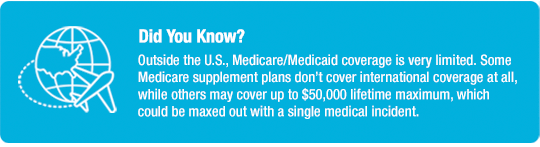 Did You Know?
Outside the U.S., Medicare/Medicaid coverage is very limited. Some
Medicare supplement plans don't cover international coverage at all,
while others may cover up to $50,000 lifetime maximum, which
could be maxed out with a single medical incident.